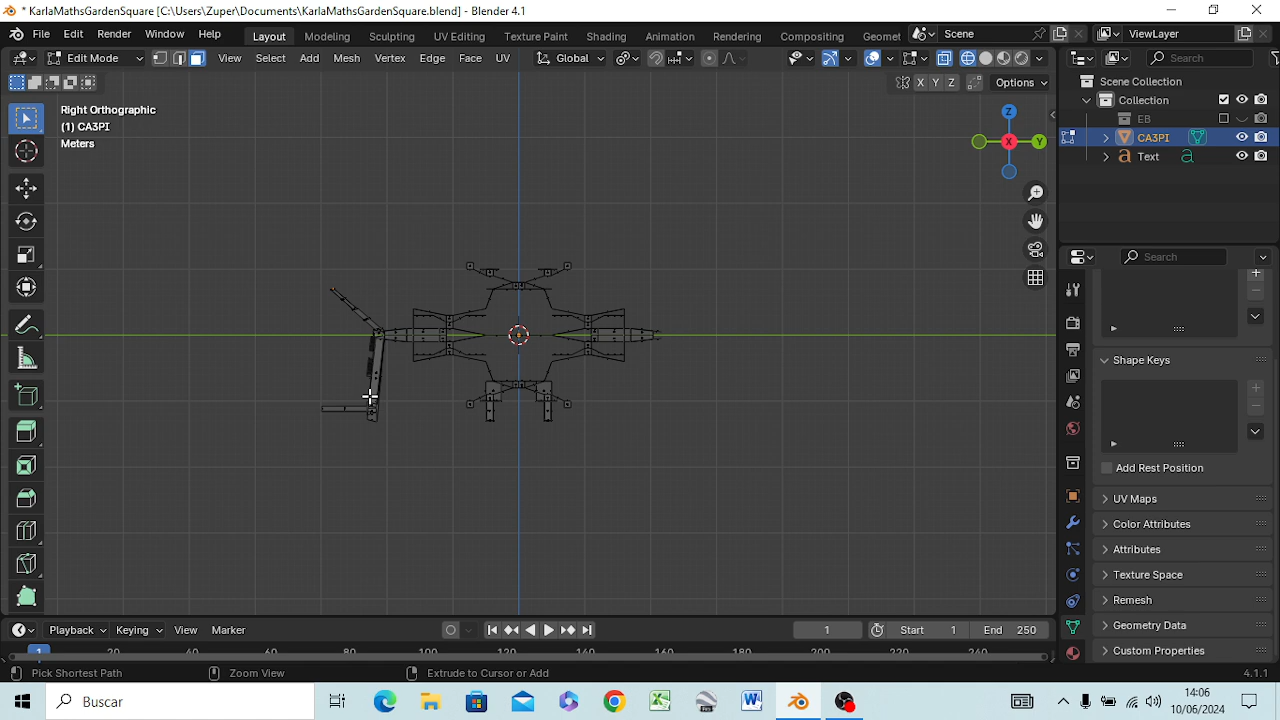 * KarlaMathsGardenSquare [C:\Users\Zuper\Documents\KarlaMathsGardenSquare.blend] - Blender 4.1
File Edit Render Window Help Layout Modeling Sculpting UV Editing Texture Paint Shading Animation Rendering Compositing Geomet Scene ViewLayer
Edit Mode View Select Add Mesh Vertex Edge Face UV Global Search
X Y Z Options
Right Orthographic
(1) CA3PI
Meters
Z
X
Y
Scene Collection
Collection
EB
CA3PI
Text
Search
Shape Keys
Add Rest Position
UV Maps
Color Attributes
Attributes
Texture Space
Remesh
Geometry Data
Custom Properties
Playback Keying View Marker 1 Start 1 End 250
1 20 40 60 80 100 120 140 160 180 200 220 240
Pick Shortest Path Zoom View Extrude to Cursor or Add 4.1.1
Buscar
14:06
10/06/2024